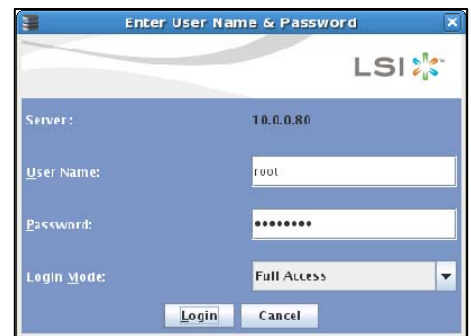 Enter User Name & Password
LSI
Server: 10.0.0.80
User Name: root
Password: ••••••••
Login Mode: Full Access
Login Cancel